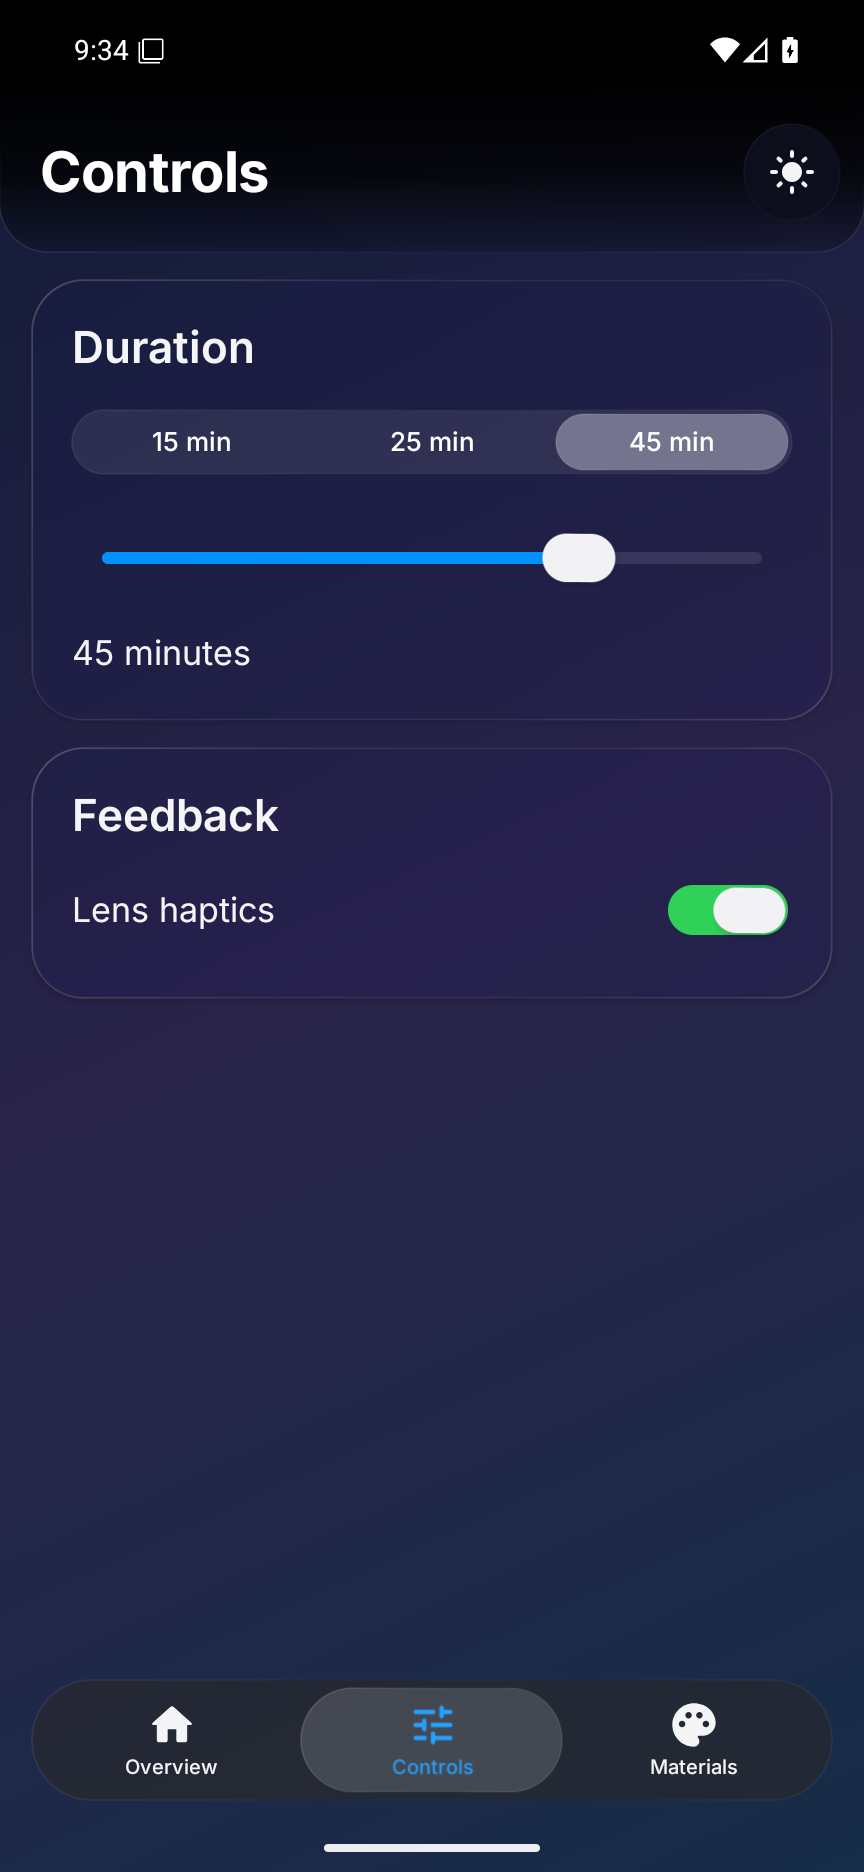 9:34
Controls
Duration
15 min 25 min 45 min
45 minutes
Feedback
Lens haptics
Overview Controls Materials